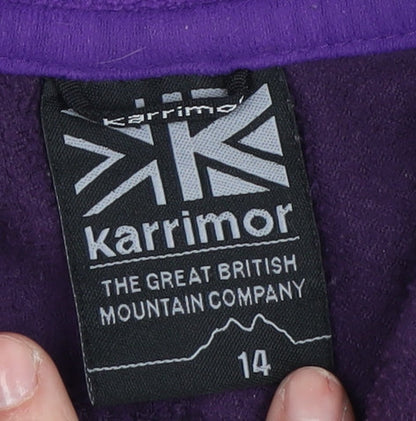 karrimor
karrimor
THE GREAT BRITISH
MOUNTAIN COMPANY
14